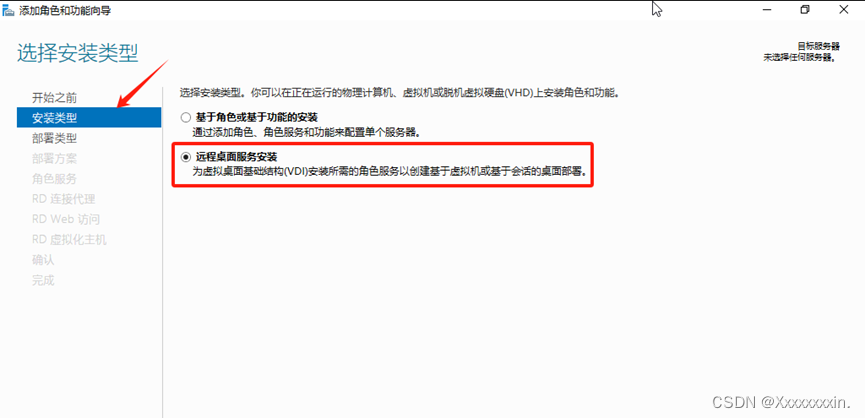 添加角色和功能向导
选择安装类型
目标服务器
未选择任何服务器。
开始之前
安装类型
部署类型
部署方案
角色服务
RD 连接代理
RD Web 访问
RD 虚拟化主机
确认
完成
选择安装类型。你可以在正在运行的物理计算机、虚拟机或脱机虚拟硬盘(VHD)上安装角色和功能。
基于角色或基于功能的安装
通过添加角色、角色服务和功能来配置单个服务器。
远程桌面服务安装
为虚拟桌面基础结构(VDI)安装所需的角色服务以创建基于虚拟机或基于会话的桌面部署。
CSDN @Xxxxxxxxin.